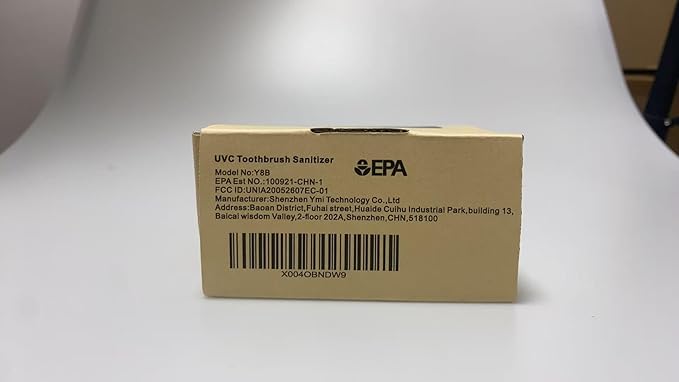 UVC Toothbrush Sanitizer
EPA
Model No:Y8B
EPA Est NO.:100921-CHN-1
FCC ID:UNIA20052607EC-01
Manufacturer:Shenzhen Ymi Technology Co.,Ltd
Address:Baoan District,Fuhai street,Huaide Cuihu Industrial Park,building 13,
Baicai wisdom Valley,2-floor 202A,Shenzhen,CHN,518100
X004OBNDW9